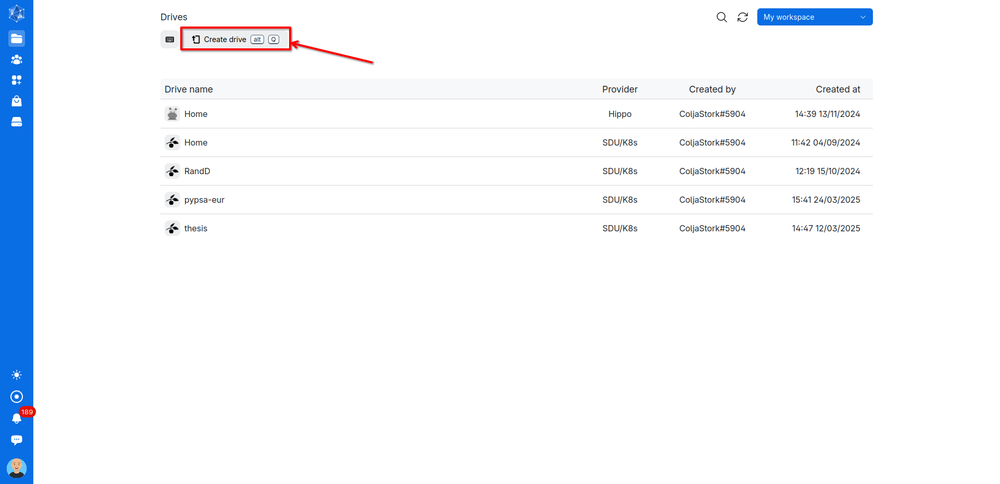 Drives
My workspace
Create drive alt Q
Drive name Provider Created by Created at
Home Hippo ColjaStork#5904 14:39 13/11/2024
Home SDU/K8s ColjaStork#5904 11:42 04/09/2024
RandD SDU/K8s ColjaStork#5904 12:19 15/10/2024
pypsa-eur SDU/K8s ColjaStork#5904 15:41 24/03/2025
thesis SDU/K8s ColjaStork#5904 14:47 12/03/2025
189